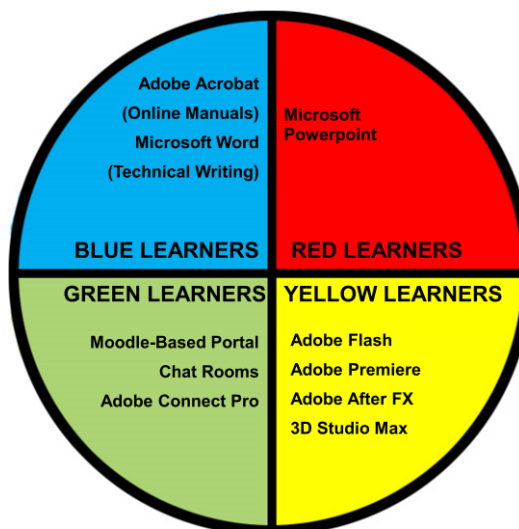 Adobe Acrobat
(Online Manuals)
Microsoft Word
(Technical Writing)
BLUE LEARNERS
Microsoft
Powerpoint
RED LEARNERS
GREEN LEARNERS
Moodle-Based Portal
Chat Rooms
Adobe Connect Pro
YELLOW LEARNERS
Adobe Flash
Adobe Premiere
Adobe After FX
3D Studio Max